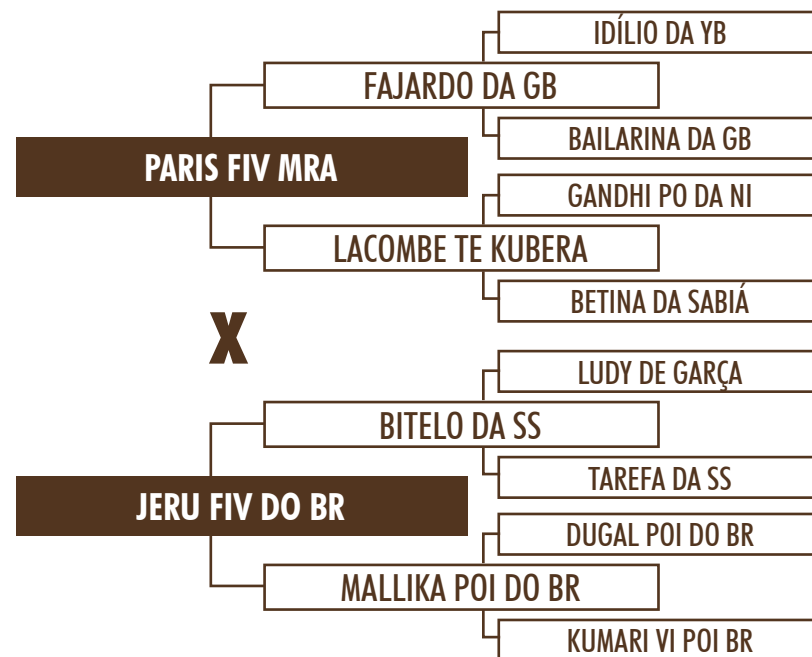 IDÍLIO DA YB
FAJARDO DA GB
BAILARINA DA GB
PARIS FIV MRA
GANDHI PO DA NI
LACOMBE TE KUBERA
BETINA DA SABIÁ
X
LUDY DE GARÇA
BITELO DA SS
TAREFA DA SS
JERU FIV DO BR
DUGAL POI DO BR
MALLIKA POI DO BR
KUMARI VI POI BR